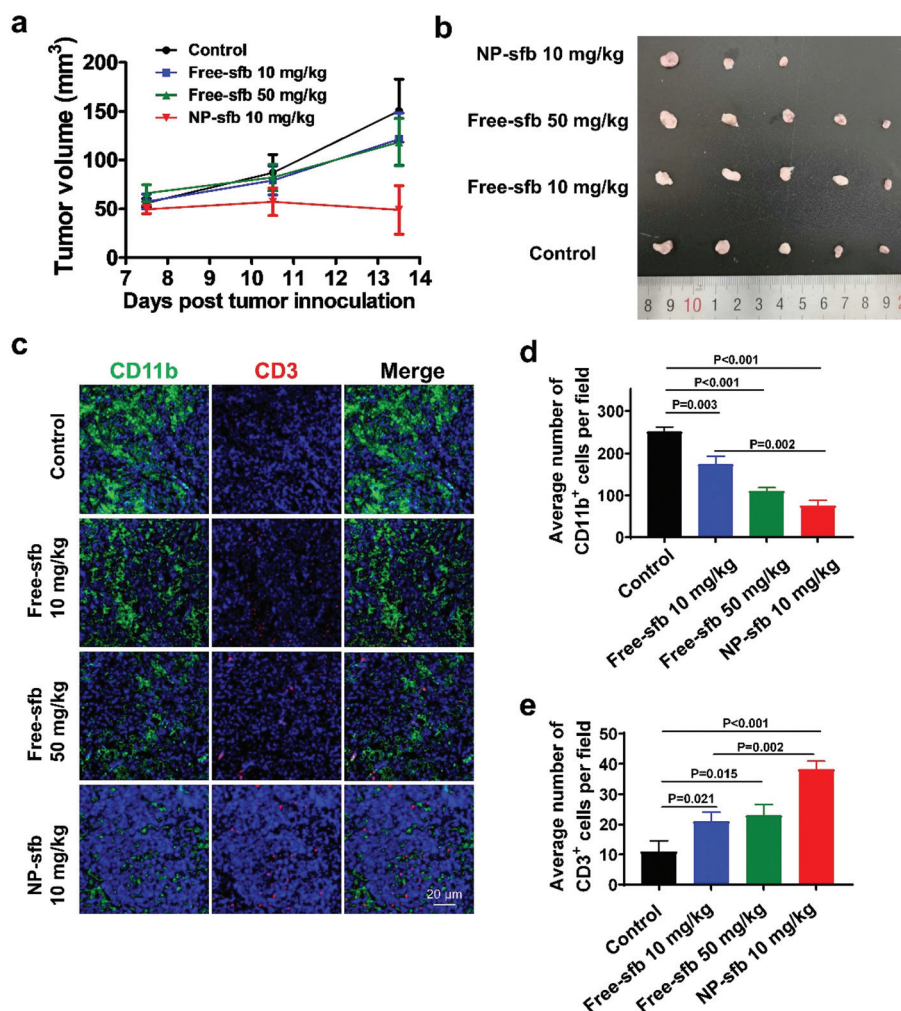 a
Tumor volume (mm³)
200
150
100
50
0
Control
Free-sfb 10 mg/kg
Free-sfb 50 mg/kg
NP-sfb 10 mg/kg
7 8 9 10 11 12 13 14
Days post tumor innoculation
b
NP-sfb 10 mg/kg
Free-sfb 50 mg/kg
Free-sfb 10 mg/kg
Control
8 9 10 1 2 3 4 5 6 7 8 9
c
CD11b CD3 Merge
Control
Free-sfb
10 mg/kg
Free-sfb
50 mg/kg
NP-sfb
10 mg/kg
20 µm
d
Average number of
CD11b⁺ cells per field
300
200
100
0
P<0.001
P<0.001
P=0.003
P=0.002
Control
Free-sfb 10 mg/kg
Free-sfb 50 mg/kg
NP-sfb 10 mg/kg
e
Average number of
CD3⁺ cells per field
50
40
30
20
10
0
P<0.001
P=0.002
P=0.015
P=0.021
Control
Free-sfb 10 mg/kg
Free-sfb 50 mg/kg
NP-sfb 10 mg/kg